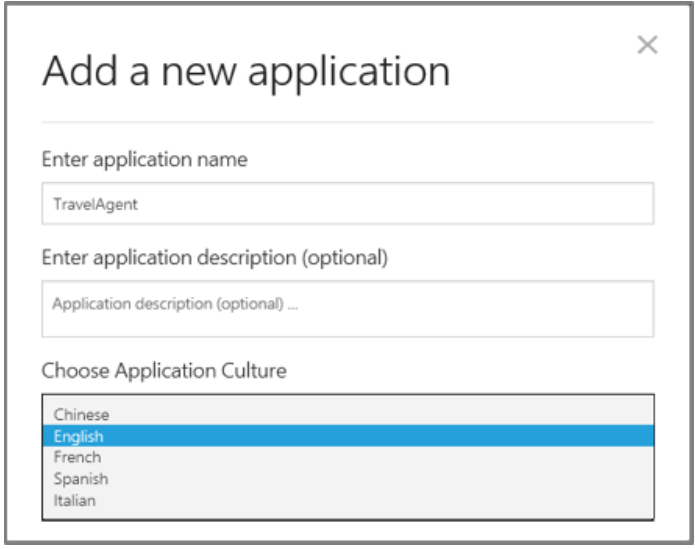 Add a new application
Enter application name
TravelAgent
Enter application description (optional)
Application description (optional) ...
Choose Application Culture
Chinese
English
French
Spanish
Italian